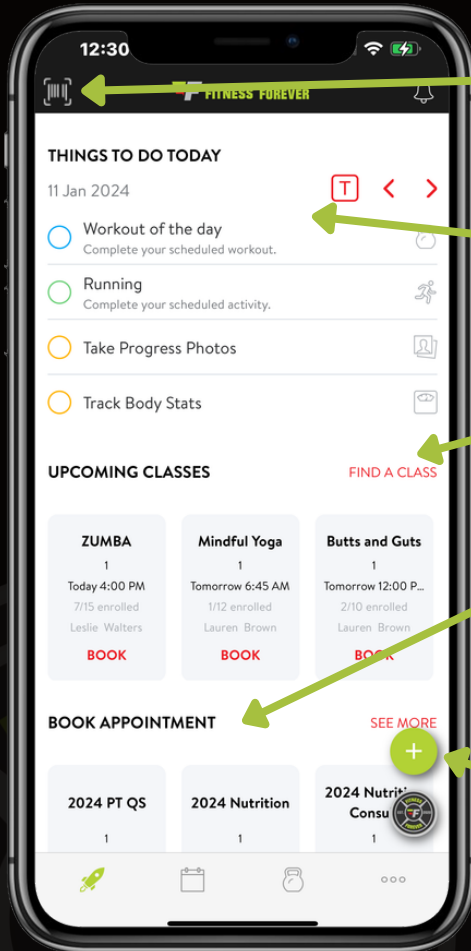 12:30
FITNESS FOREVER
THINGS TO DO TODAY
11 Jan 2024
T
Workout of the day
Complete your scheduled workout.
Running
Complete your scheduled activity.
Take Progress Photos
Track Body Stats
UPCOMING CLASSES
FIND A CLASS
ZUMBA
1
Today 4:00 PM
7/15 enrolled
Leslie Walters
BOOK
Mindful Yoga
1
Tomorrow 6:45 AM
1/12 enrolled
Lauren Brown
BOOK
Butts and Guts
1
Tomorrow 12:00 P...
2/10 enrolled
Lauren Brown
BOOK
BOOK APPOINTMENT
SEE MORE
2024 PT QS
1
2024 Nutrition
1
2024 Nutriti
Consu
1
FITNESS
FOREVER